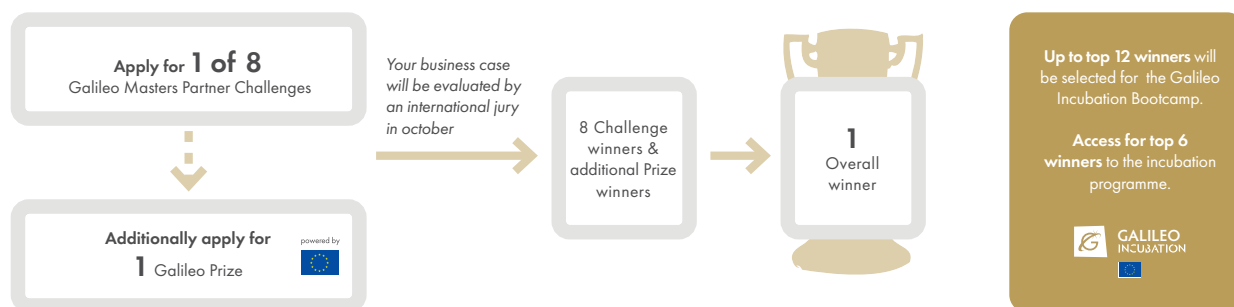 Apply for 1 of 8
Galileo Masters Partner Challenges
Additionally apply for
1 Galileo Prize
powered by
Your business case
will be evaluated by
an international jury
in october
8 Challenge
winners &
additional Prize
winners
1
Overall
winner
Up to top 12 winners will
be selected for the Galileo
Incubation Bootcamp.
Access for top 6
winners to the incubation
programme.
GALILEO
INCUBATION